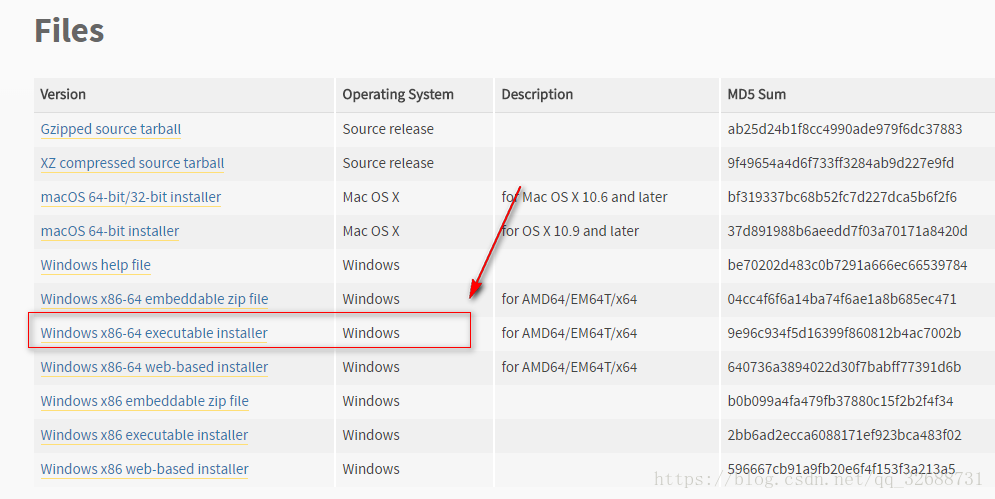 Files
Version Operating System Description MD5 Sum
Gzipped source tarball Source release ab25d24b1f8cc4990ade979f6dc37883
XZ compressed source tarball Source release 9f49654a4d6f733ff3284ab9d227e9fd
macOS 64-bit/32-bit installer Mac OS X for Mac OS X 10.6 and later bf319337bc68b52fc7d227dca5b6f2f6
macOS 64-bit installer Mac OS X for OS X 10.9 and later 37d891988b6aeedd7f03a70171a8420d
Windows help file Windows be70202d483c0b7291a666ec66539784
Windows x86-64 embeddable zip file Windows for AMD64/EM64T/x64 04cc4f6f6a14ba74f6ae1a8b685ec471
Windows x86-64 executable installer Windows for AMD64/EM64T/x64 9e96c934f5d16399f860812b4ac7002b
Windows x86-64 web-based installer Windows for AMD64/EM64T/x64 640736a3894022d30f7babff77391d6b
Windows x86 embeddable zip file Windows b0b099a4fa479fb37880c15f2b2f4f34
Windows x86 executable installer Windows 2bb6ad2ecca6088171ef923bca483f02
Windows x86 web-based installer Windows 596667cb91a9fb20e6f4f153f3a213a5
https://blog.csdn.net/qq_32688731